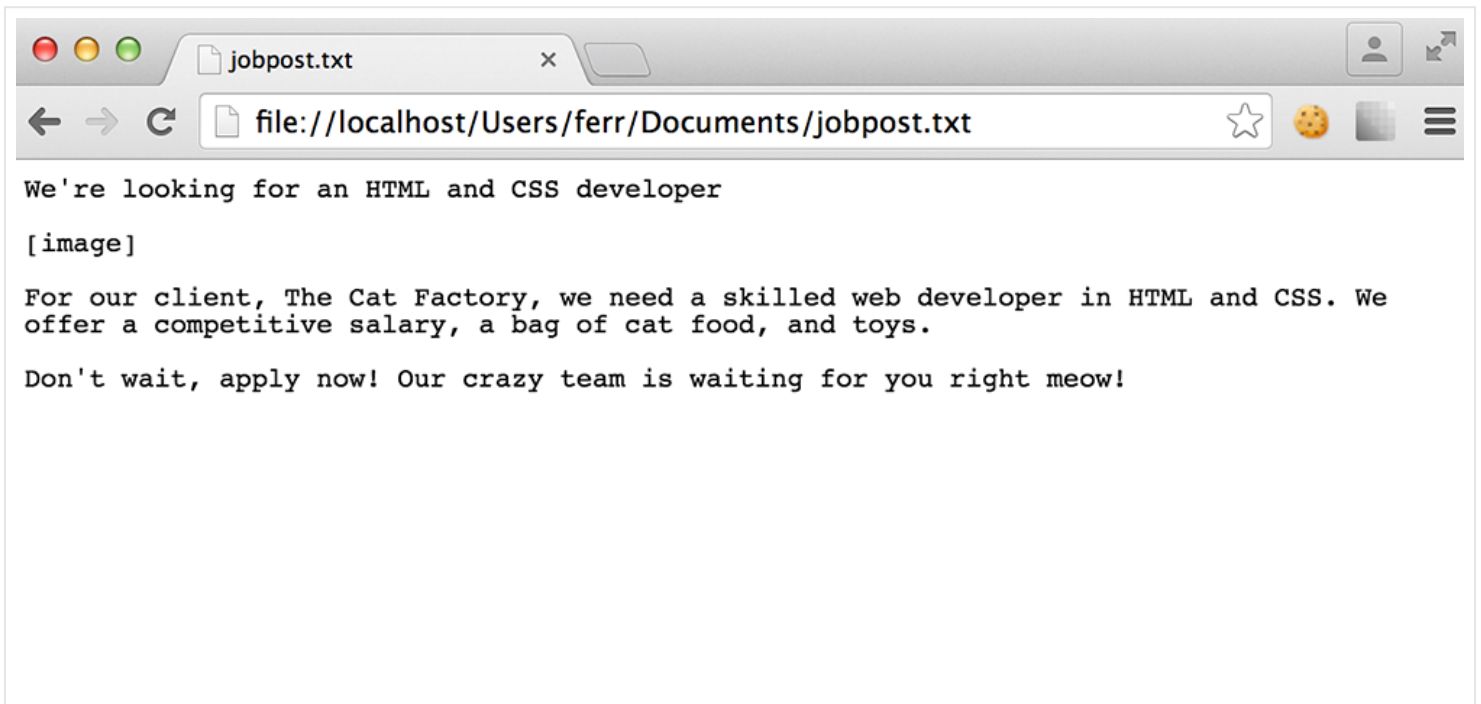 jobpost.txt
file://localhost/Users/ferr/Documents/jobpost.txt
We're looking for an HTML and CSS developer
[image]
For our client, The Cat Factory, we need a skilled web developer in HTML and CSS. We
offer a competitive salary, a bag of cat food, and toys.
Don't wait, apply now! Our crazy team is waiting for you right meow!